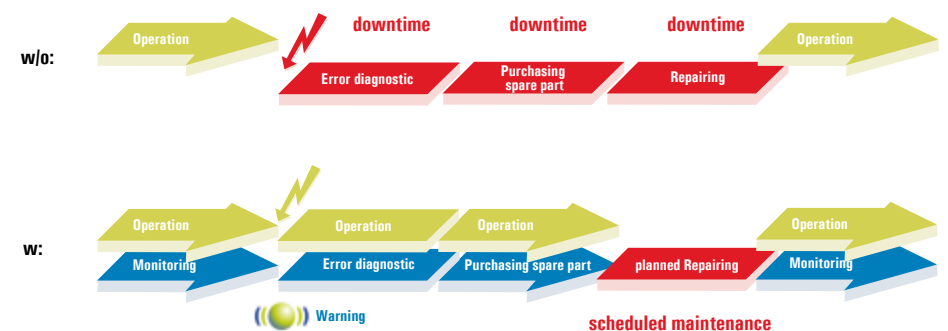 downtime downtime downtime
Operation Operation
w/o:
Error diagnostic Purchasing spare part Repairing
Operation Operation Operation Operation
w:
Monitoring Error diagnostic Purchasing spare part planned Repairing Monitoring
Warning
scheduled maintenance